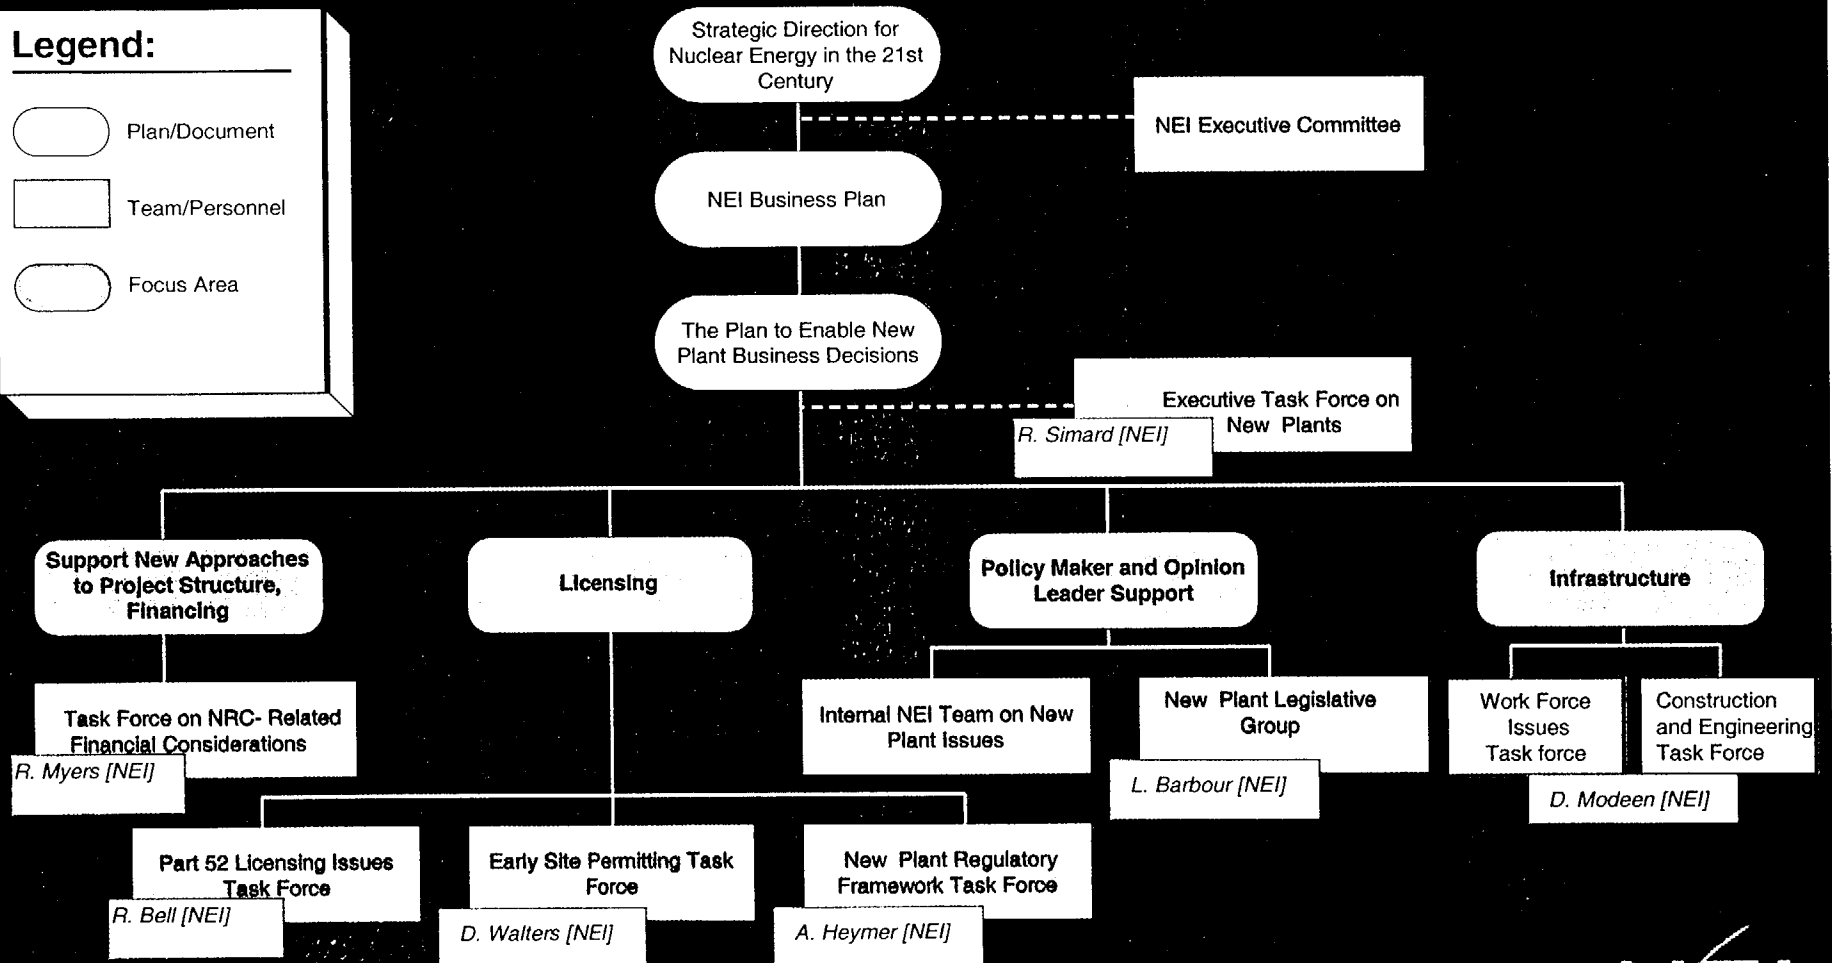 Legend:
Plan/Document
Team/Personnel
Focus Area
Strategic Direction for
Nuclear Energy in the 21st
Century
NEI Executive Committee
NEI Business Plan
The Plan to Enable New
Plant Business Decisions
Executive Task Force on
New Plants
R. Simard [NEI]
Support New Approaches
to Project Structure,
Financing
Licensing
Policy Maker and Opinion
Leader Support
Infrastructure
Task Force on NRC- Related
Financial Considerations
R. Myers [NEI]
Internal NEI Team on New
Plant Issues
New Plant Legislative
Group
L. Barbour [NEI]
Work Force
Issues
Task force
Construction
and Engineering
Task Force
D. Modeen [NEI]
Part 52 Licensing Issues
Task Force
R. Bell [NEI]
Early Site Permitting Task
Force
D. Walters [NEI]
New Plant Regulatory
Framework Task Force
A. Heymer [NEI]